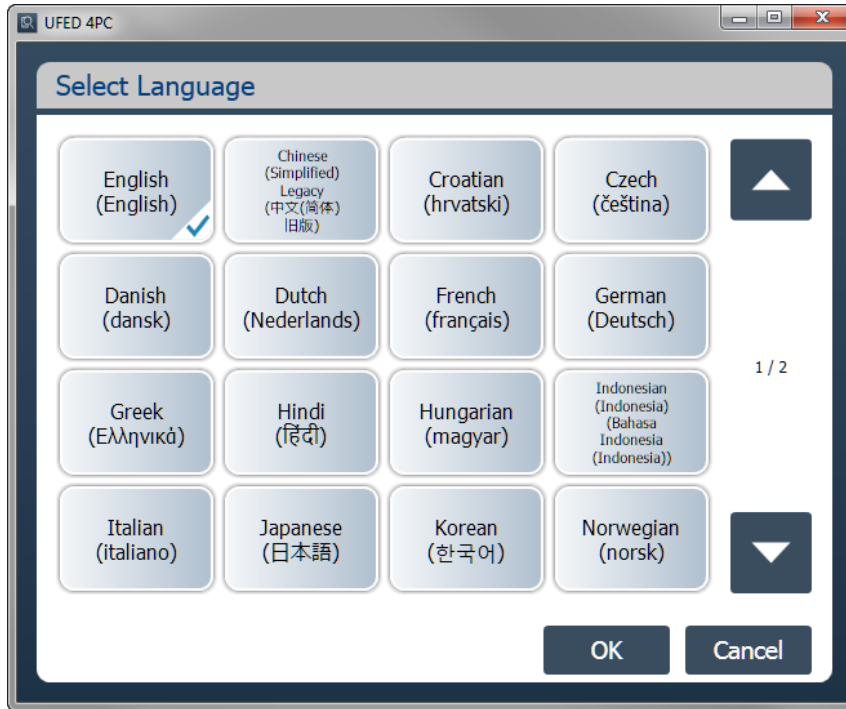 UFED 4PC
Select Language
English
(English)
Chinese
(Simplified)
Legacy
(中文(简体)
旧版)
Croatian
(hrvatski)
Czech
(čeština)
Danish
(dansk)
Dutch
(Nederlands)
French
(français)
German
(Deutsch)
1 / 2
Greek
(Ελληνικά)
Hindi
(हिंदी)
Hungarian
(magyar)
Indonesian
(Indonesia)
(Bahasa
Indonesia
(Indonesia))
Italian
(italiano)
Japanese
(日本語)
Korean
(한국어)
Norwegian
(norsk)
OK
Cancel